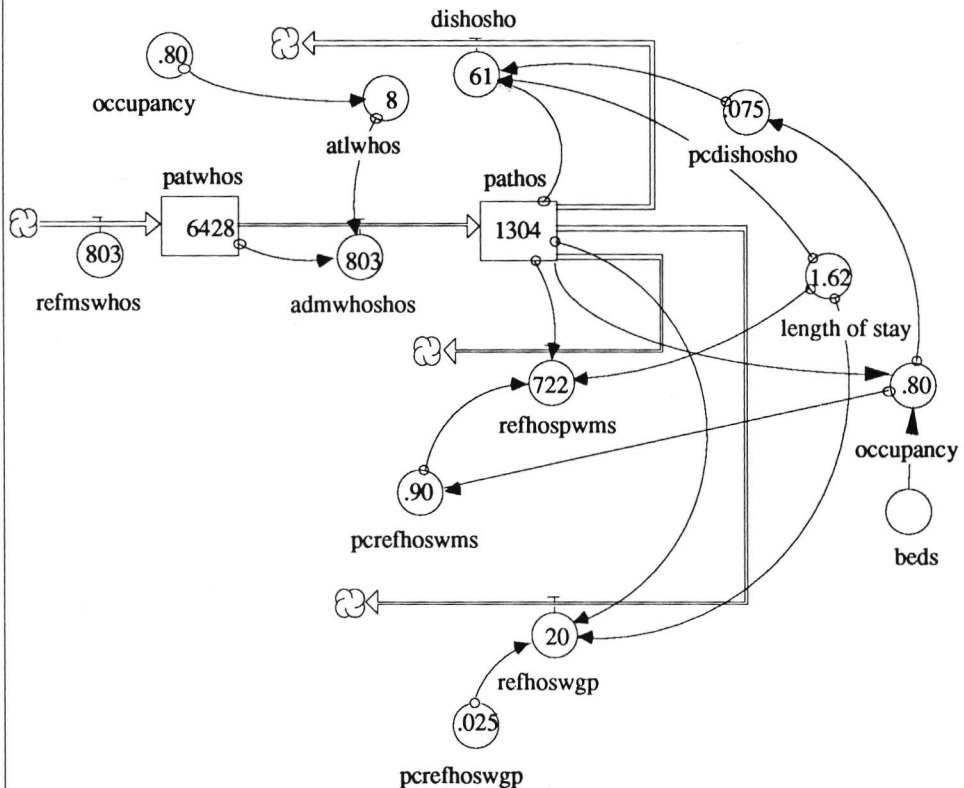 dishosho
.80
61
occupancy
8
.075
atlwhos
pcdishosho
patwhos
pathos
6428
1304
803
803
1.62
refmswhos
admwhoshos
length of stay
722
.80
refhospwms
occupancy
.90
pcrefhoswms
beds
20
refhoswgp
.025
pcrefhoswgp